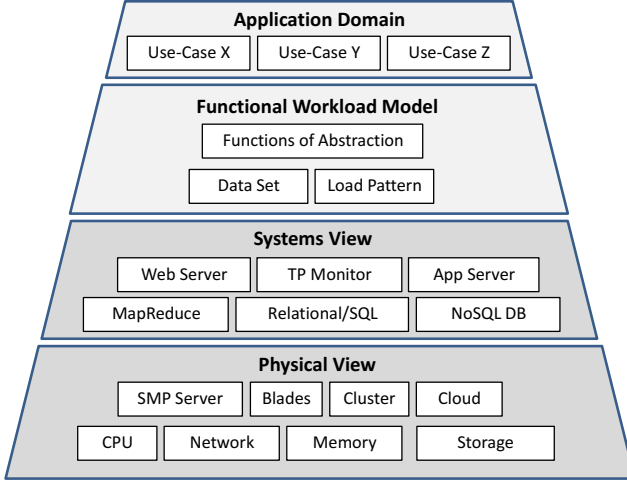 Application Domain
Use-Case X Use-Case Y Use-Case Z
Functional Workload Model
Functions of Abstraction
Data Set Load Pattern
Systems View
Web Server TP Monitor App Server
MapReduce Relational/SQL NoSQL DB
Physical View
SMP Server Blades Cluster Cloud
CPU Network Memory Storage